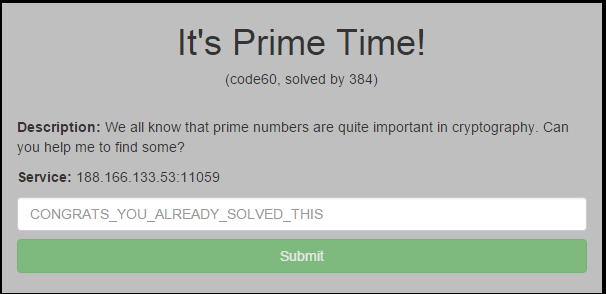 It's Prime Time!
(code60, solved by 384)
Description: We all know that prime numbers are quite important in cryptography. Can
you help me to find some?
Service: 188.166.133.53:11059
CONGRATS_YOU_ALREADY_SOLVED_THIS
Submit